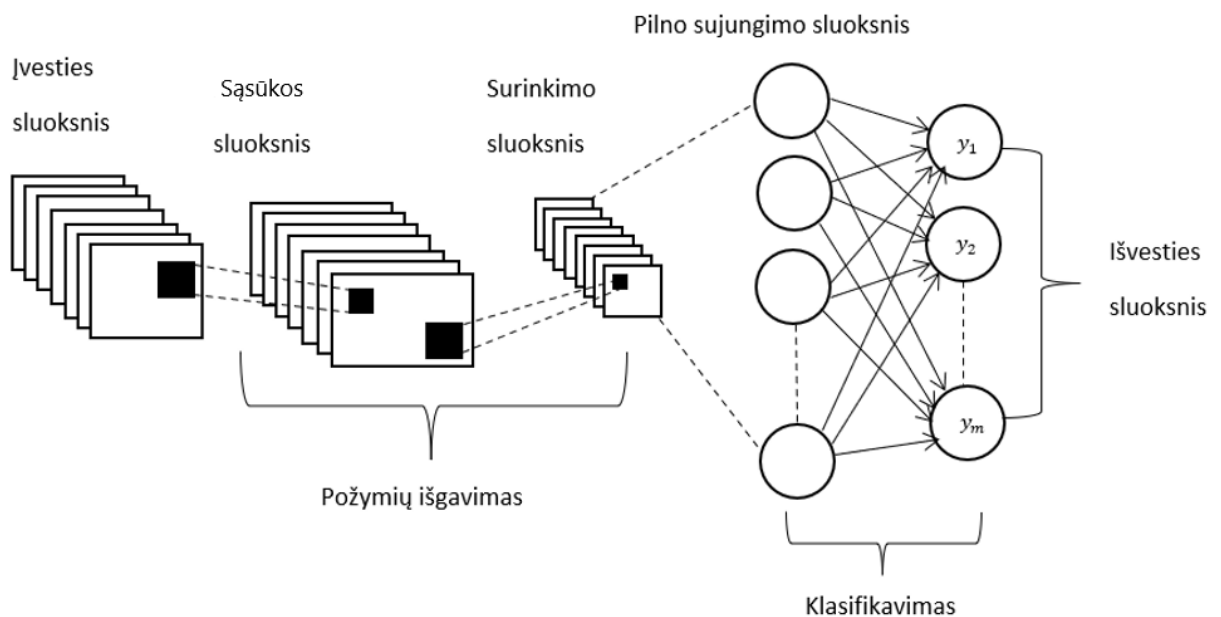 Pilno sujungimo sluoksnis
Įvesties
sluoksnis
Sąsūkos
sluoksnis
Surinkimo
sluoksnis
y₁
y₂
yₘ
Išvesties
sluoksnis
Požymių išgavimas
Klasifikavimas